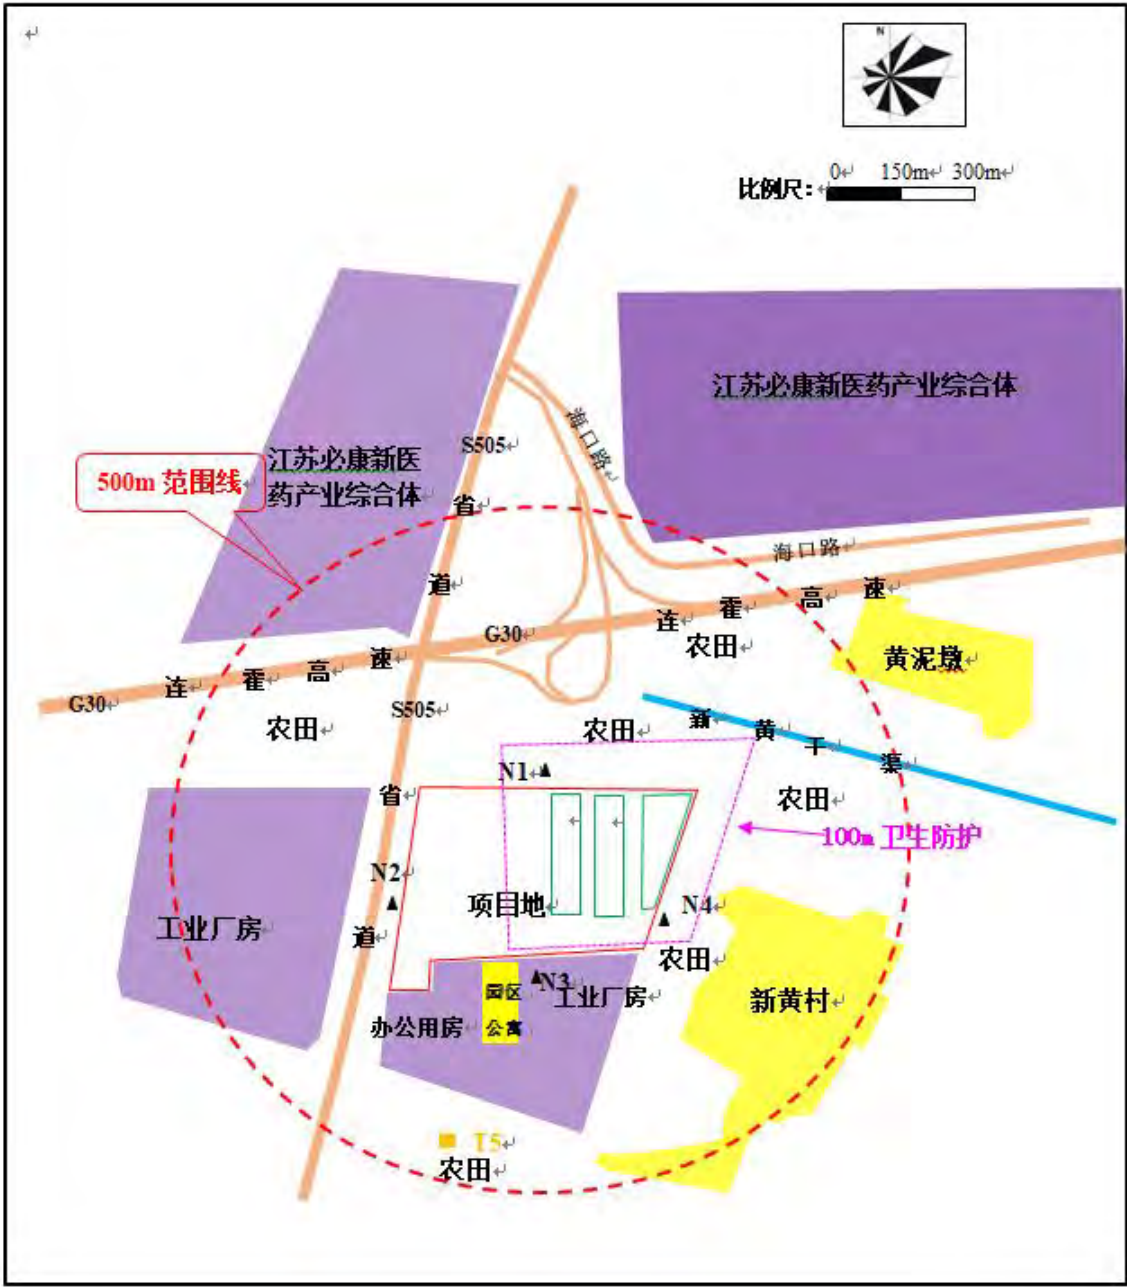 N
0 150m 300m
比例尺：
江苏必康新医药产业综合体
海口路
S505
江苏必康新医
药产业综合体
500m 范围线
省
道
海口路
连霍高速
G30
农田
黄泥墩
连霍高速
G30
S505
农田
农田
新黄干渠
N1
省
农田
100m 卫生防护
N2
项目地
N4
工业厂房
道
农田
N3
园区
公寓
工业厂房
新黄村
办公用房
T5
农田